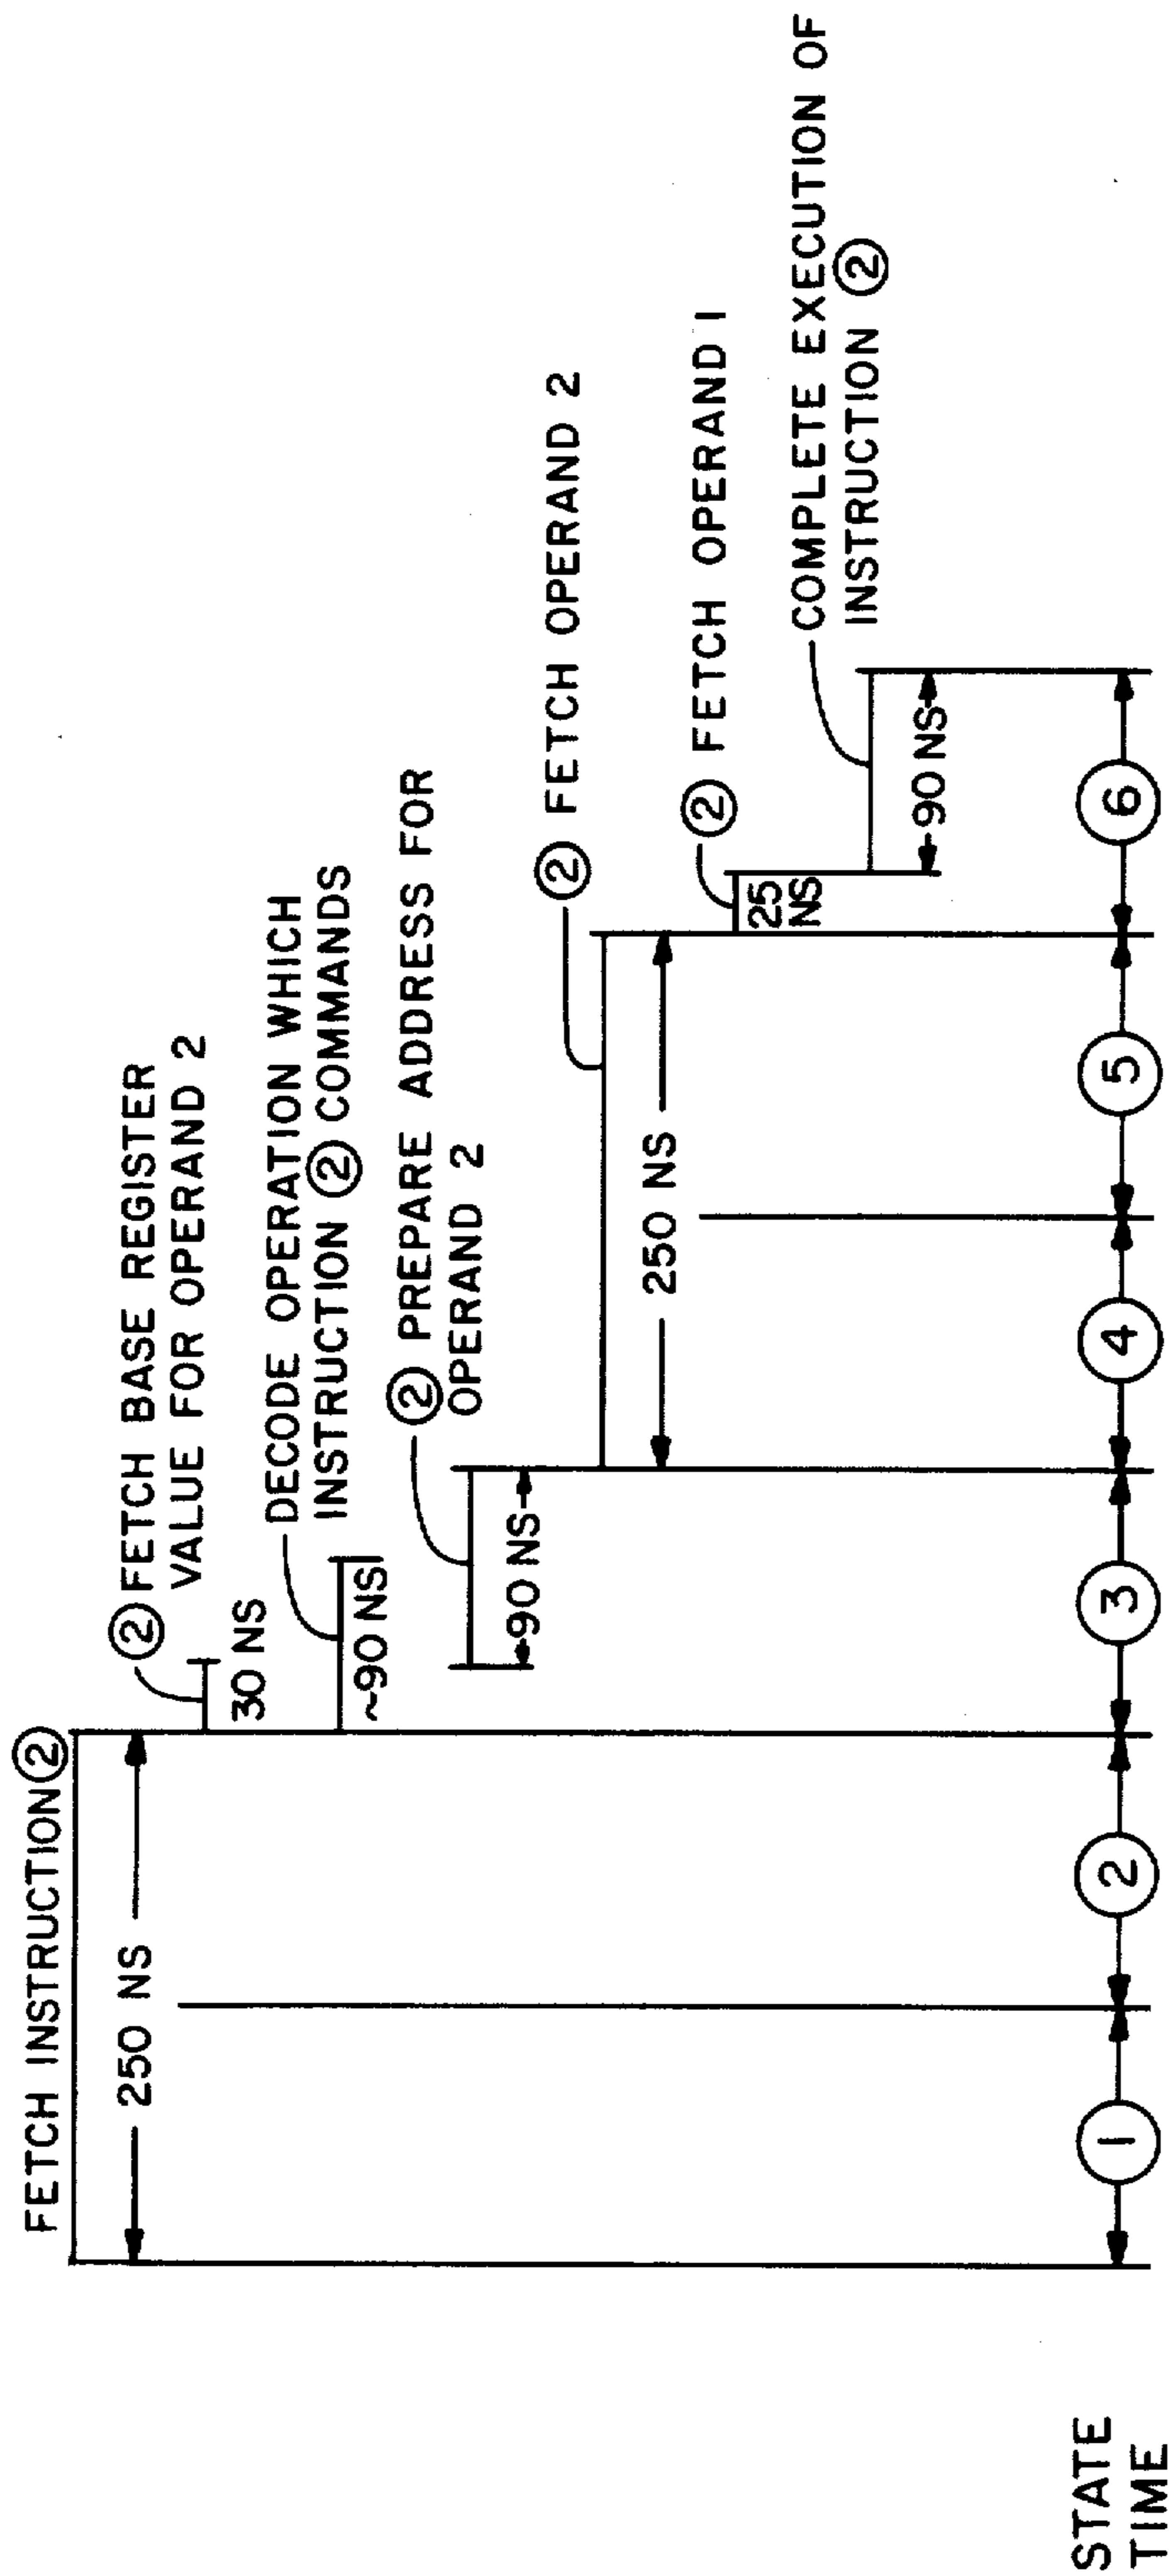 FETCH INSTRUCTION ②
250 NS
② FETCH BASE REGISTER
VALUE FOR OPERAND 2
30 NS
DECODE OPERATION WHICH
INSTRUCTION ② COMMANDS
~90 NS
② PREPARE ADDRESS FOR
OPERAND 2
90 NS
② FETCH OPERAND 2
250 NS
② FETCH OPERAND 1
25
NS
COMPLETE EXECUTION OF
INSTRUCTION ②
90 NS
STATE
TIME
① ② ③ ④ ⑤ ⑥